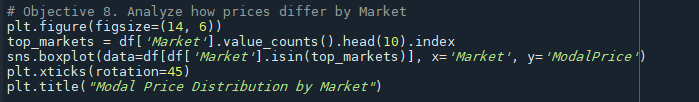 # Objective 8. Analyze how prices differ by Market
plt.figure(figsize=(14, 6))
top_markets = df['Market'].value_counts().head(10).index
sns.boxplot(data=df[df['Market'].isin(top_markets)], x='Market', y='ModalPrice')
plt.xticks(rotation=45)
plt.title("Modal Price Distribution by Market")